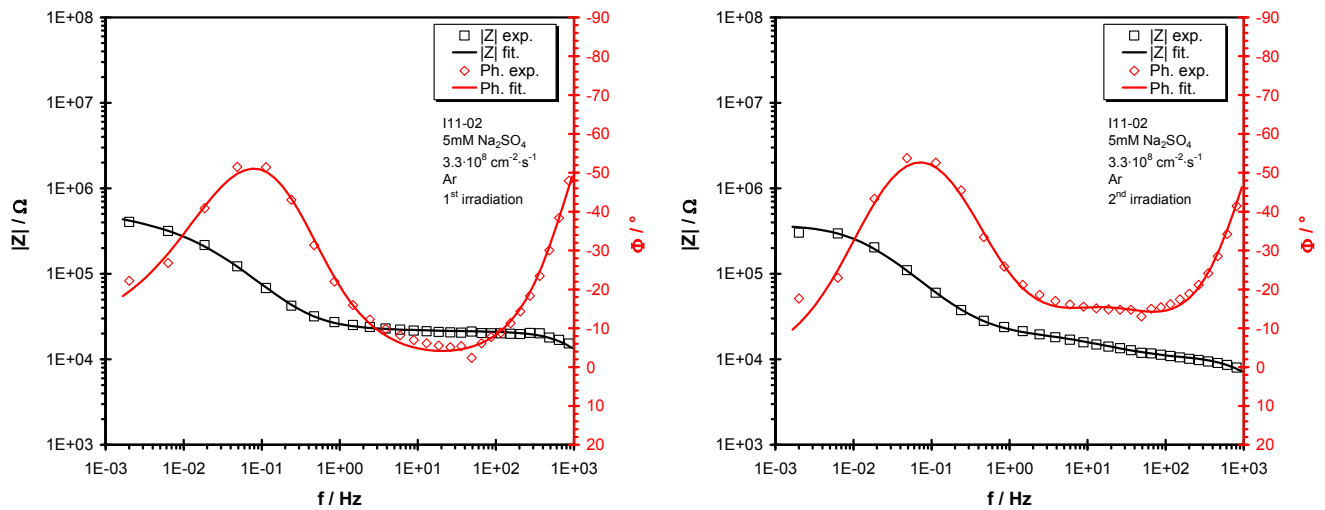 1E+08
1E+07
1E+06
1E+05
1E+04
1E+03
|Z| / Ω
1E-03 1E-02 1E-01 1E+00 1E+01 1E+02 1E+03
f / Hz
-90
-80
-70
-60
-50
-40
-30
-20
-10
0
10
20
Φ / °
|Z| exp.
|Z| fit.
Ph. exp.
Ph. fit.
I11-02
5mM Na₂SO₄
3.3·10⁸ cm⁻²·s⁻¹
Ar
1ˢᵗ irradiation
1E+08
1E+07
1E+06
1E+05
1E+04
1E+03
|Z| / Ω
1E-03 1E-02 1E-01 1E+00 1E+01 1E+02 1E+03
f / Hz
-90
-80
-70
-60
-50
-40
-30
-20
-10
0
10
20
Φ / °
|Z| exp.
|Z| fit.
Ph. exp.
Ph. fit.
I11-02
5mM Na₂SO₄
3.3·10⁸ cm⁻²·s⁻¹
Ar
2ⁿᵈ irradiation